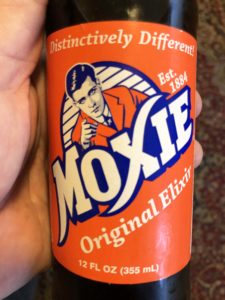 Distinctively Different!
Est.
1884
MOXIE
Original Elixir
12 FL OZ (355 mL)